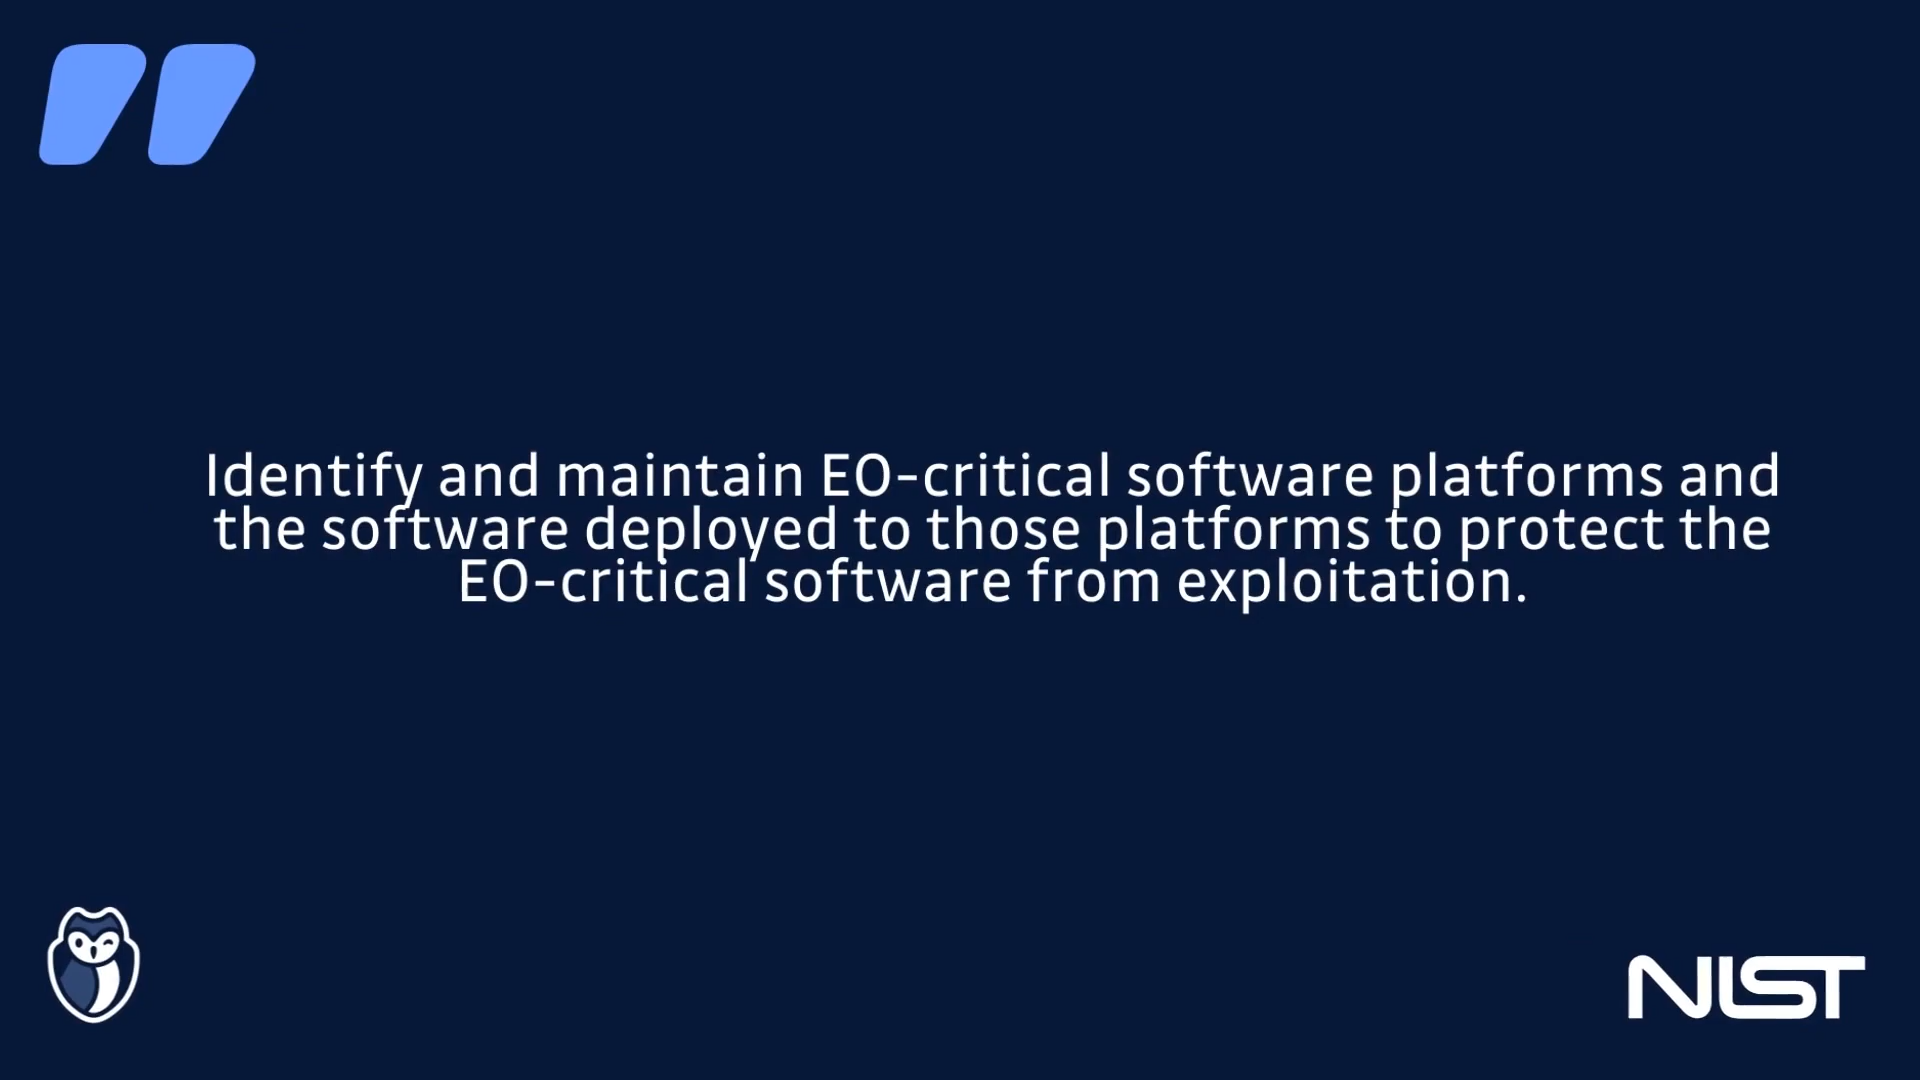 Identify and maintain EO-critical software platforms and
the software deployed to those platforms to protect the
EO-critical software from exploitation.
NIST